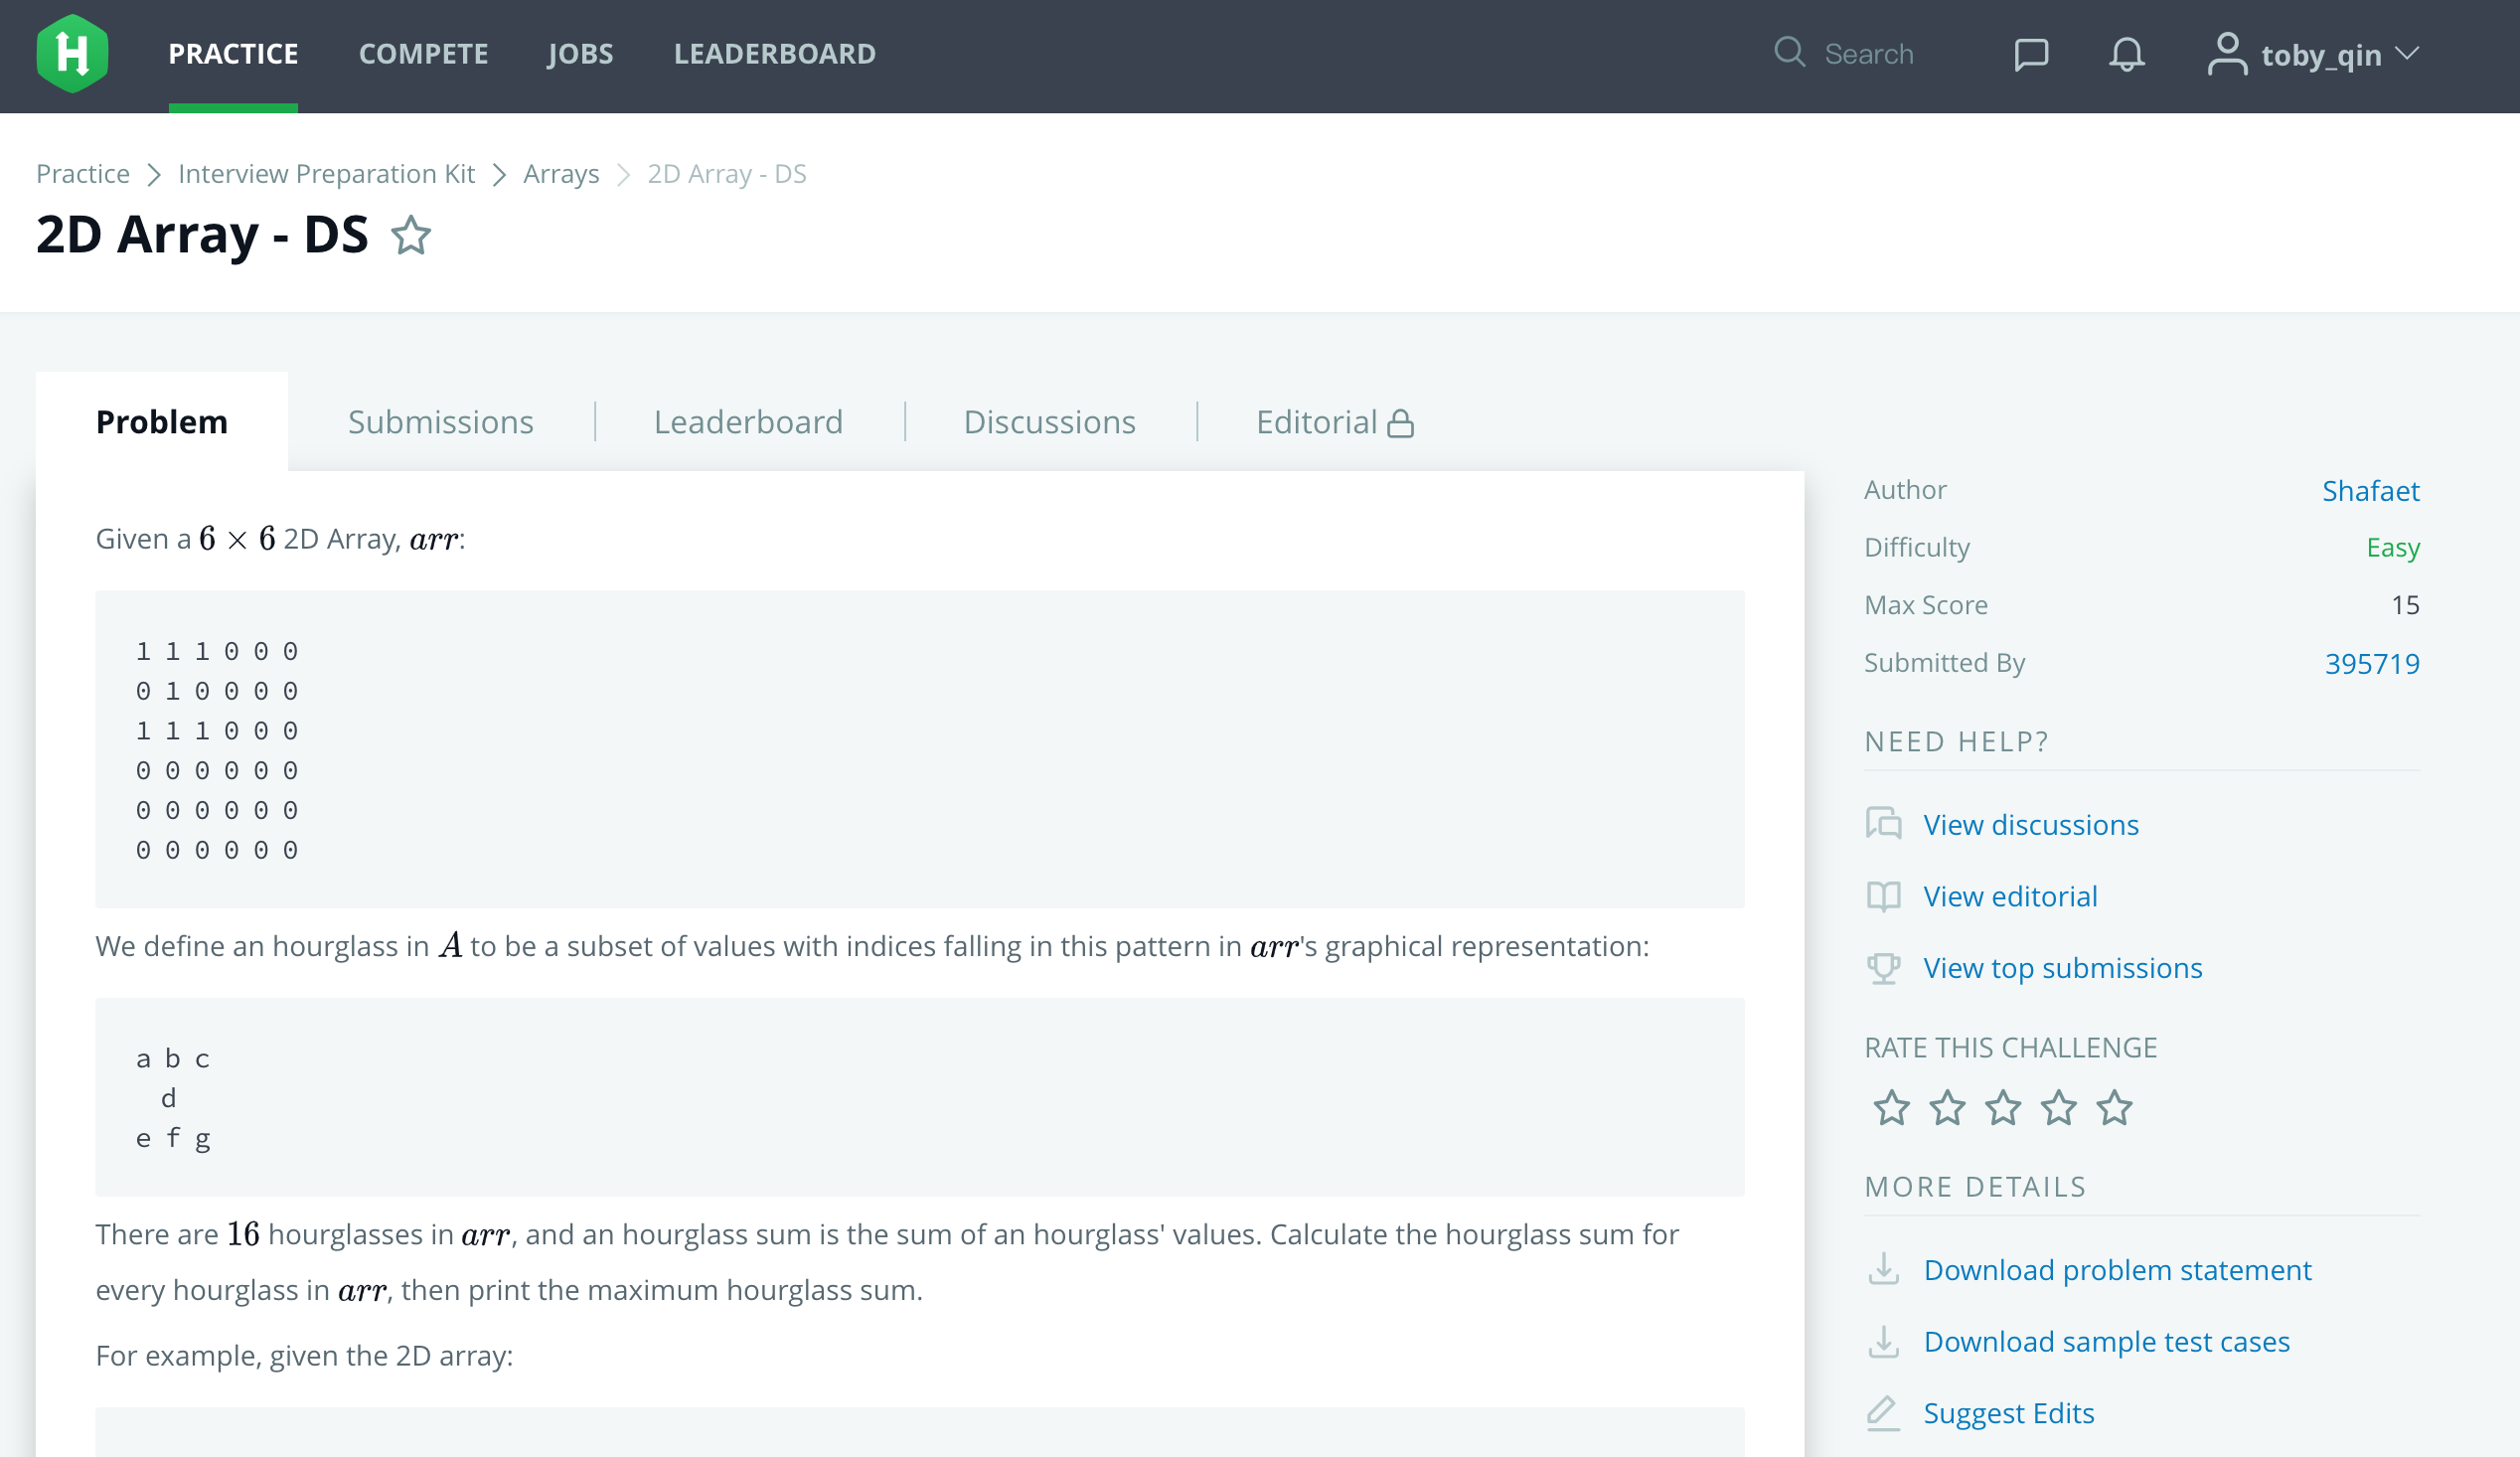 PRACTICE COMPETE JOBS LEADERBOARD Search toby_qin
Practice > Interview Preparation Kit > Arrays > 2D Array - DS
2D Array - DS
Problem Submissions Leaderboard Discussions Editorial
Given a 6 × 6 2D Array, arr:
1 1 1 0 0 0
0 1 0 0 0 0
1 1 1 0 0 0
0 0 0 0 0 0
0 0 0 0 0 0
0 0 0 0 0 0
We define an hourglass in A to be a subset of values with indices falling in this pattern in arr's graphical representation:
a b c
  d
e f g
There are 16 hourglasses in arr, and an hourglass sum is the sum of an hourglass' values. Calculate the hourglass sum for
every hourglass in arr, then print the maximum hourglass sum.
For example, given the 2D array:
Author Shafaet
Difficulty Easy
Max Score 15
Submitted By 395719
NEED HELP?
View discussions
View editorial
View top submissions
RATE THIS CHALLENGE
MORE DETAILS
Download problem statement
Download sample test cases
Suggest Edits